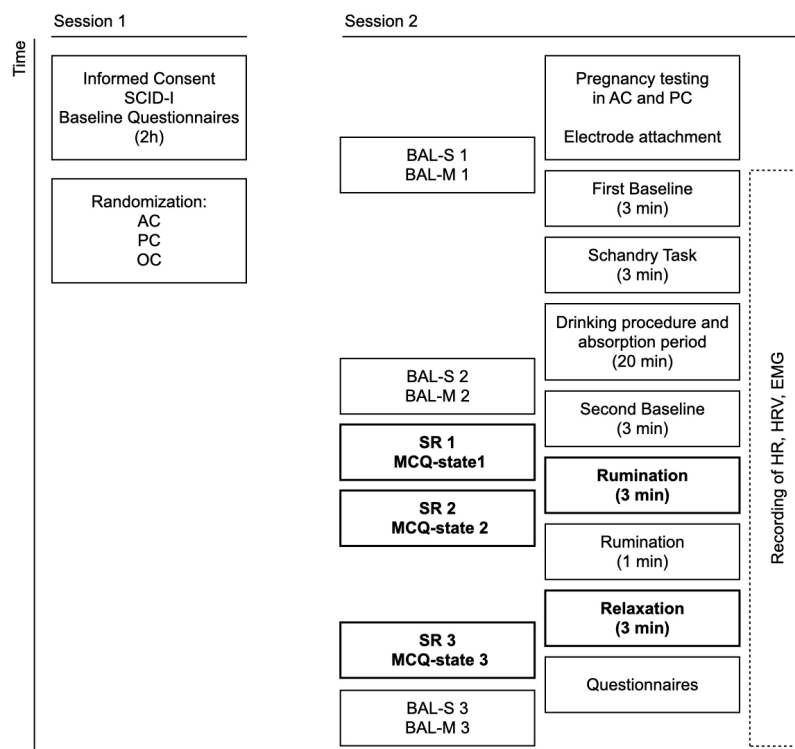 Time
Session 1
Informed Consent
SCID-I
Baseline Questionnaires
(2h)
Randomization:
AC
PC
OC
Session 2
Pregnancy testing
in AC and PC
Electrode attachment
BAL-S 1
BAL-M 1
First Baseline
(3 min)
Schandry Task
(3 min)
Drinking procedure and
absorption period
(20 min)
BAL-S 2
BAL-M 2
Second Baseline
(3 min)
SR 1
MCQ-state1
Rumination
(3 min)
SR 2
MCQ-state 2
Rumination
(1 min)
Relaxation
(3 min)
SR 3
MCQ-state 3
Questionnaires
BAL-S 3
BAL-M 3
Recording of HR, HRV, EMG